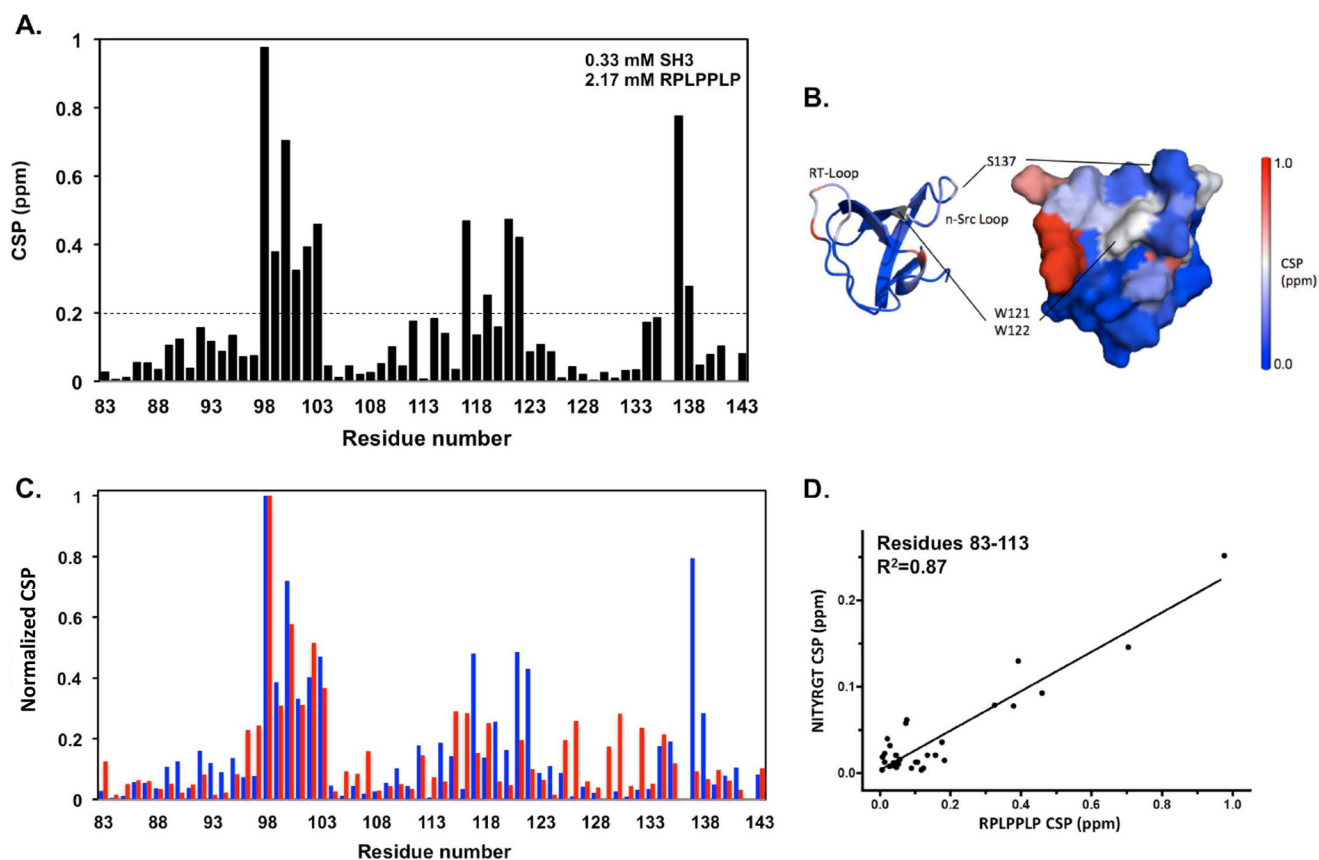 A.
0.33 mM SH3
2.17 mM RPLPPLP
1
0.8
0.6
0.4
0.2
0
CSP (ppm)
83 88 93 98 103 108 113 118 123 128 133 138 143
Residue number
B.
RT-Loop
S137
n-Src Loop
W121
W122
1.0
CSP
(ppm)
0.0
C.
1
0.8
0.6
0.4
0.2
0
Normalized CSP
83 88 93 98 103 108 113 118 123 128 133 138 143
Residue number
D.
Residues 83-113
R²=0.87
0.2
0.1
0.0
NITYRGT CSP (ppm)
0.0 0.2 0.4 0.6 0.8 1.0
RPLPPLP CSP (ppm)